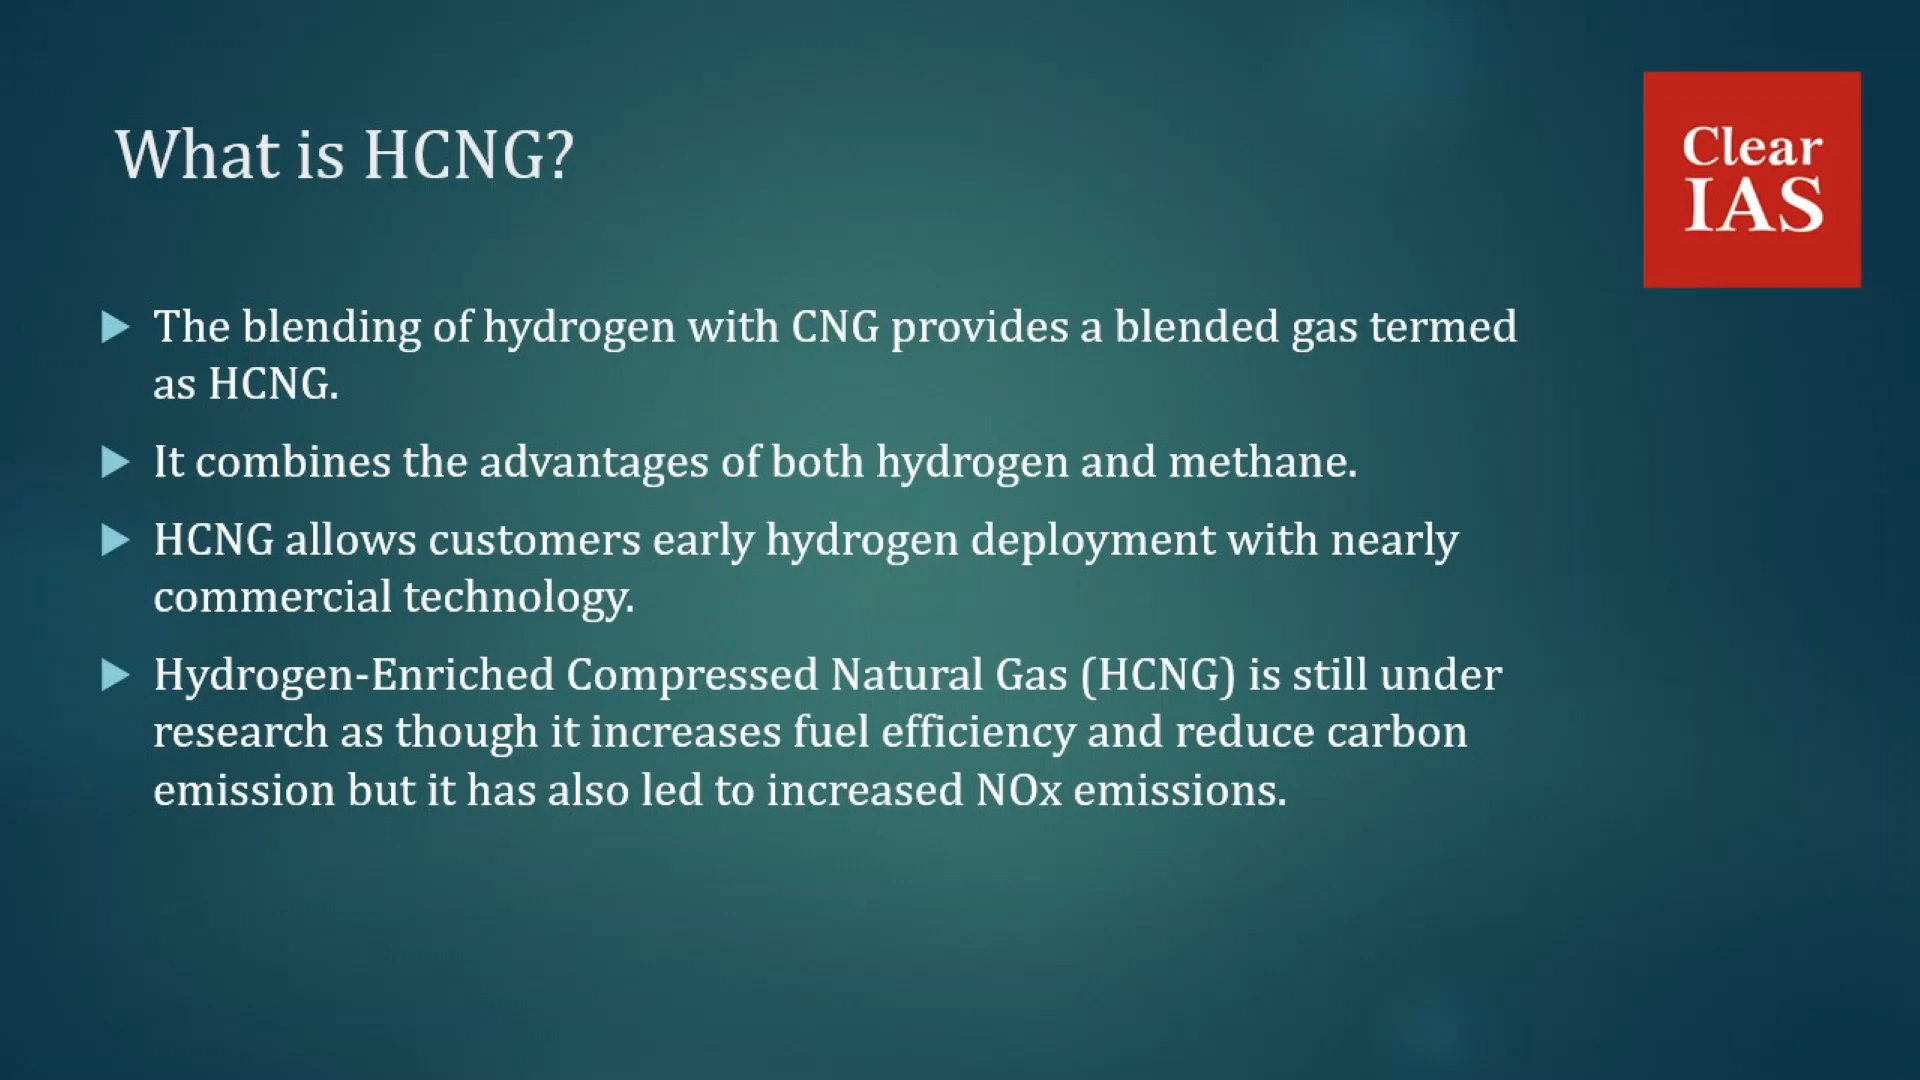 What is HCNG?
Clear
IAS
The blending of hydrogen with CNG provides a blended gas termed
as HCNG.
It combines the advantages of both hydrogen and methane.
HCNG allows customers early hydrogen deployment with nearly
commercial technology.
Hydrogen-Enriched Compressed Natural Gas (HCNG) is still under
research as though it increases fuel efficiency and reduce carbon
emission but it has also led to increased NOx emissions.